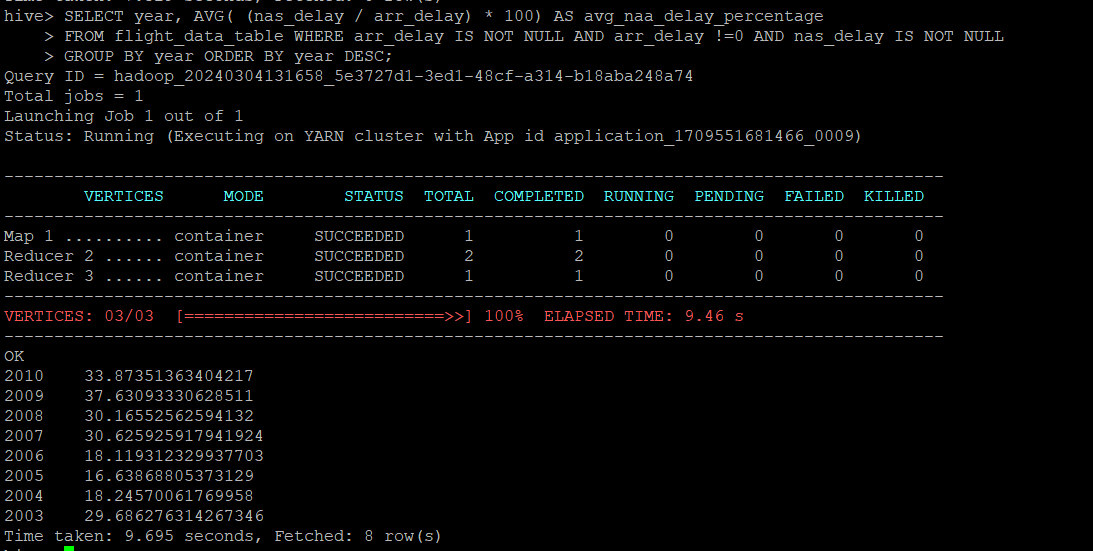 hive> SELECT year, AVG( (nas_delay / arr_delay) * 100) AS avg_naa_delay_percentage
    > FROM flight_data_table WHERE arr_delay IS NOT NULL AND arr_delay !=0 AND nas_delay IS NOT NULL
    > GROUP BY year ORDER BY year DESC;
Query ID = hadoop_20240304131658_5e3727d1-3ed1-48cf-a314-b18aba248a74
Total jobs = 1
Launching Job 1 out of 1
Status: Running (Executing on YARN cluster with App id application_1709551681466_0009)
----------------------------------------------------------------------------------------------
        VERTICES      MODE        STATUS  TOTAL  COMPLETED  RUNNING  PENDING  FAILED  KILLED
----------------------------------------------------------------------------------------------
Map 1 .......... container     SUCCEEDED      1          1        0        0       0       0
Reducer 2 ...... container     SUCCEEDED      2          2        0        0       0       0
Reducer 3 ...... container     SUCCEEDED      1          1        0        0       0       0
----------------------------------------------------------------------------------------------
VERTICES: 03/03  [==========================>>] 100%  ELAPSED TIME: 9.46 s
----------------------------------------------------------------------------------------------
OK
2010    33.87351363404217
2009    37.63093330628511
2008    30.16552562594132
2007    30.625925917941924
2006    18.119312329937703
2005    16.63868805373129
2004    18.24570061769958
2003    29.686276314267346
Time taken: 9.695 seconds, Fetched: 8 row(s)